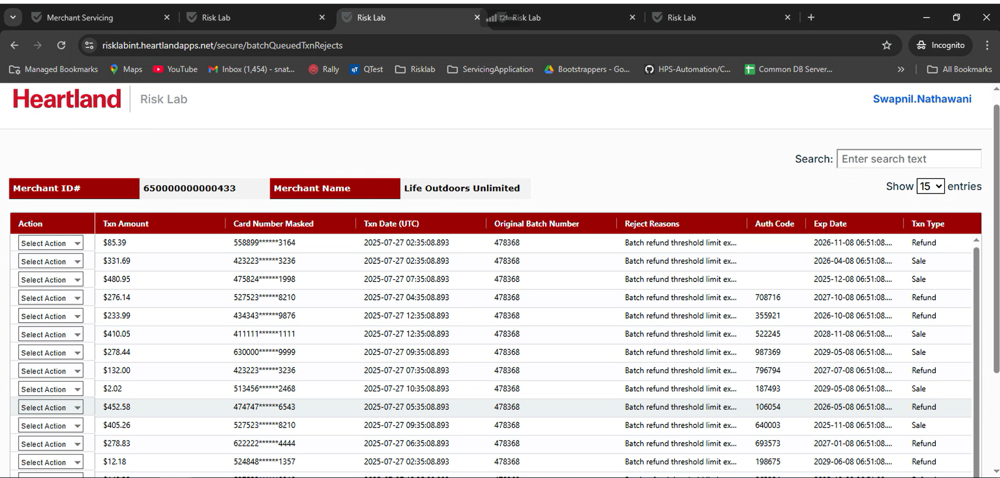 Merchant Servicing Risk Lab Risk Lab Risk Lab Risk Lab
risklabint.heartlandapps.net/secure/batchQueuedTxnRejects Incognito
Managed Bookmarks Maps YouTube Inbox (1,454) - snat... Rally qT QTest Risklab ServicingApplication Bootstrappers - Go... HPS-Automation/C... Common DB Server... » All Bookmarks
Heartland Risk Lab Swapnil.Nathawani
Search: Enter search text
Merchant ID# 650000000000433 Merchant Name Life Outdoors Unlimited Show 15 entries
Action Txn Amount Card Number Masked Txn Date (UTC) Original Batch Number Reject Reasons Auth Code Exp Date Txn Type
Select Action $85.39 558899******3164 2025-07-27 02:35:08.893 478368 Batch refund threshold limit ex... 2026-11-08 06:51:08.... Refund
Select Action $331.69 423223******3236 2025-07-27 02:35:08.893 478368 Batch refund threshold limit ex... 2026-04-08 06:51:08.... Sale
Select Action $480.95 475824******1998 2025-07-27 07:35:08.893 478368 Batch refund threshold limit ex... 2025-12-08 06:51:08.... Sale
Select Action $276.14 527523******8210 2025-07-27 04:35:08.893 478368 Batch refund threshold limit ex... 708716 2027-10-08 06:51:08.... Refund
Select Action $233.99 434343******9876 2025-07-27 12:35:08.893 478368 Batch refund threshold limit ex... 355921 2026-10-08 06:51:08.... Refund
Select Action $410.05 411111******1111 2025-07-27 12:35:08.893 478368 Batch refund threshold limit ex... 522245 2028-11-08 06:51:08.... Sale
Select Action $278.44 630000******9999 2025-07-27 09:35:08.893 478368 Batch refund threshold limit ex... 987369 2029-05-08 06:51:08.... Sale
Select Action $132.00 423223******3236 2025-07-27 07:35:08.893 478368 Batch refund threshold limit ex... 796794 2027-07-08 06:51:08.... Refund
Select Action $2.02 513456******2468 2025-07-27 10:35:08.893 478368 Batch refund threshold limit ex... 187493 2029-05-08 06:51:08.... Sale
Select Action $452.58 474747******6543 2025-07-27 05:35:08.893 478368 Batch refund threshold limit ex... 106054 2026-05-08 06:51:08.... Refund
Select Action $405.26 527523******8210 2025-07-27 09:35:08.893 478368 Batch refund threshold limit ex... 640003 2025-11-08 06:51:08.... Sale
Select Action $278.83 622222******4444 2025-07-27 06:35:08.893 478368 Batch refund threshold limit ex... 693573 2027-01-08 06:51:08.... Refund
Select Action $12.18 524848******1357 2025-07-27 02:35:08.893 478368 Batch refund threshold limit ex... 198675 2029-06-08 06:51:08.... Refund